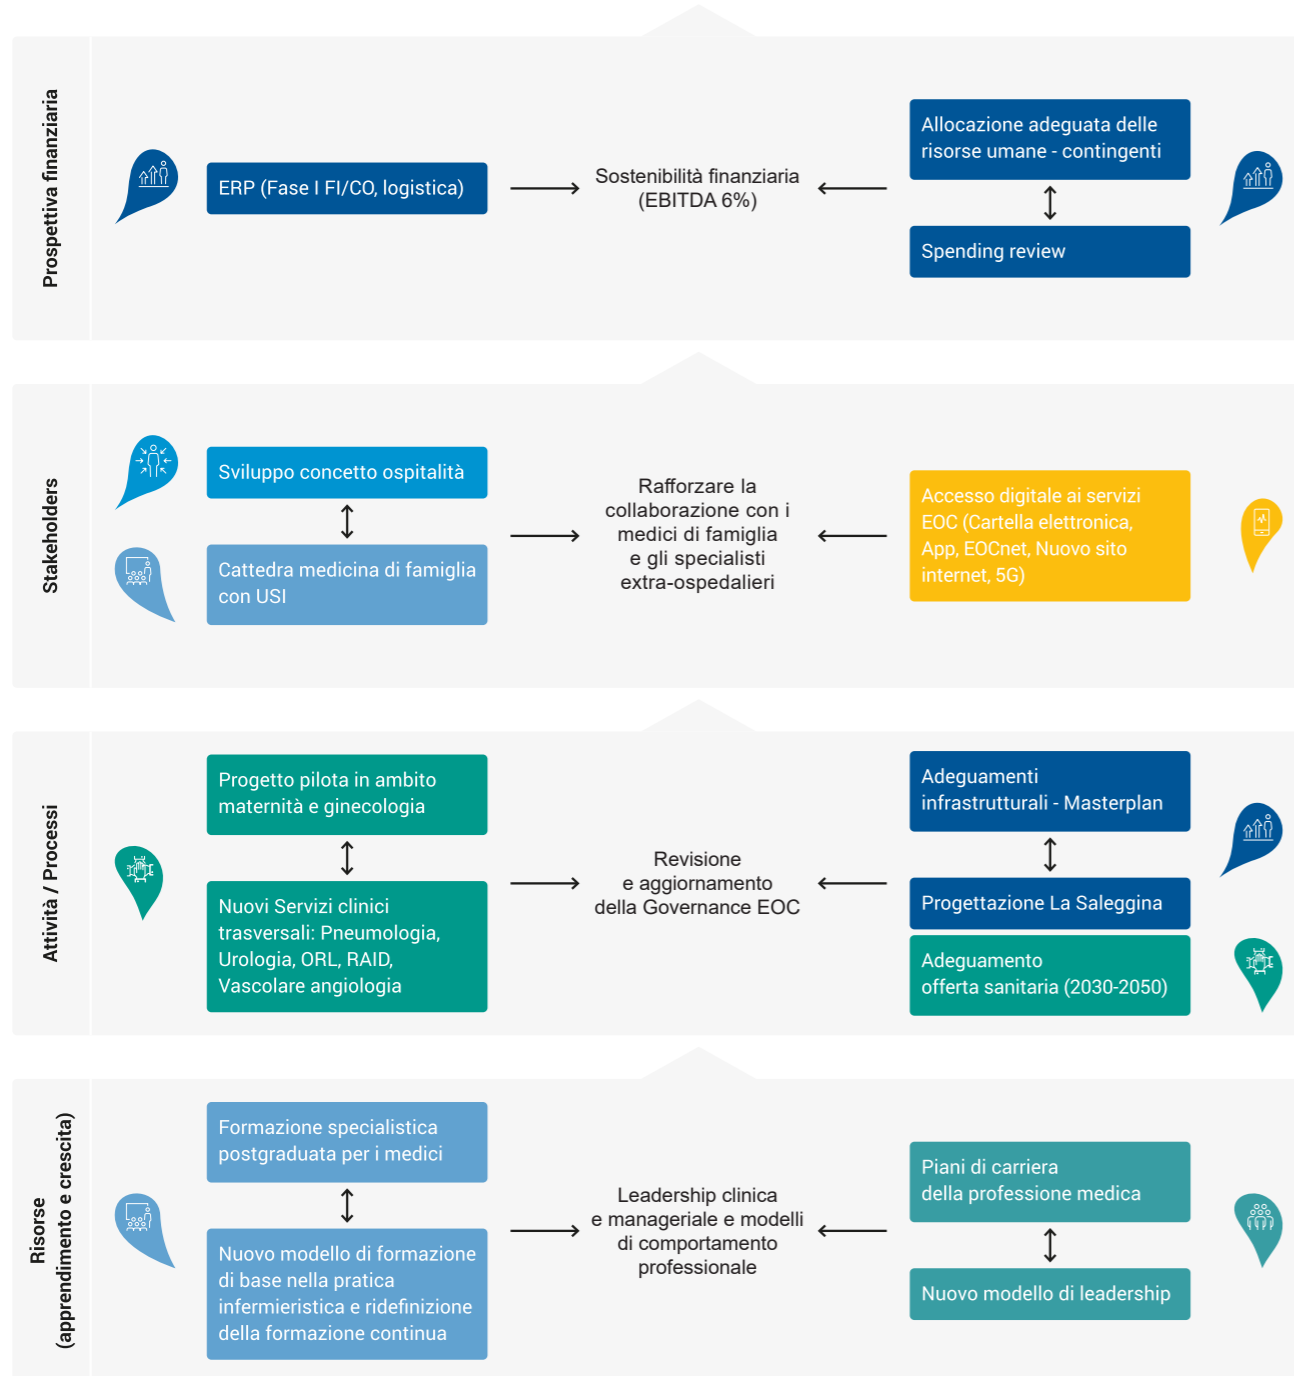 Prospettiva finanziaria
ERP (Fase I FI/CO, logistica)
Sostenibilità finanziaria
(EBITDA 6%)
Allocazione adeguata delle
risorse umane - contingenti
Spending review
Stakeholders
Sviluppo concetto ospitalità
Cattedra medicina di famiglia
con USI
Rafforzare la
collaborazione con i
medici di famiglia
e gli specialisti
extra-ospedalieri
Accesso digitale ai servizi
EOC (Cartella elettronica,
App, EOCnet, Nuovo sito
internet, 5G)
Attività / Processi
Progetto pilota in ambito
maternità e ginecologia
Nuovi Servizi clinici
trasversali: Pneumologia,
Urologia, ORL, RAID,
Vascolare angiologia
Revisione
e aggiornamento
della Governance EOC
Adeguamenti
infrastrutturali - Masterplan
Progettazione La Saleggina
Adeguamento
offerta sanitaria (2030-2050)
Risorse
(apprendimento e crescita)
Formazione specialistica
postgraduata per i medici
Nuovo modello di formazione
di base nella pratica
infermieristica e ridefinizione
della formazione continua
Leadership clinica
e manageriale e modelli
di comportamento
professionale
Piani di carriera
della professione medica
Nuovo modello di leadership